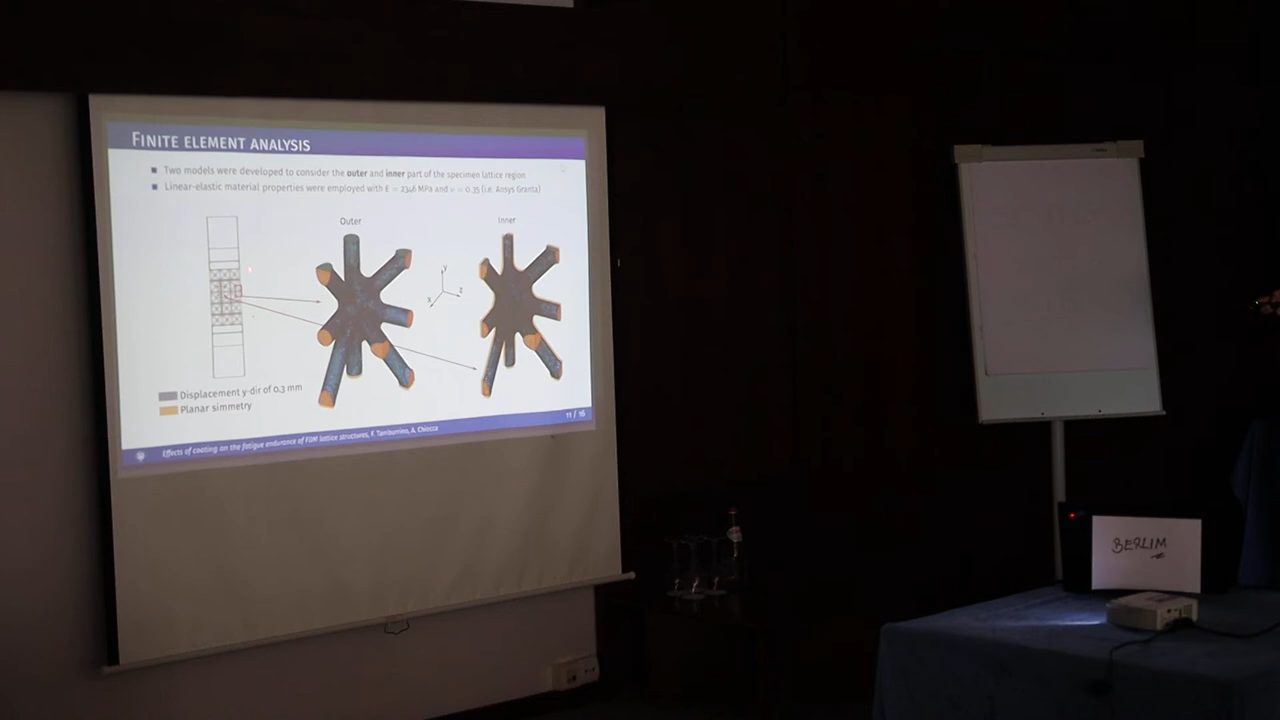 FINITE ELEMENT ANALYSIS
Two models were developed to consider the outer and inner part of the specimen lattice region
Linear-elastic material properties were employed with E = 2346 MPa and ν = 0.35 (i.e. Ansys Granta)
Outer
Inner
y
x
z
Displacement y-dir of 0.3 mm
Planar simmetry
11 / 16
Effects of coating on the fatigue endurance of FDM lattice structures, F. Tamburrino, A. Chiocca
BERLIM